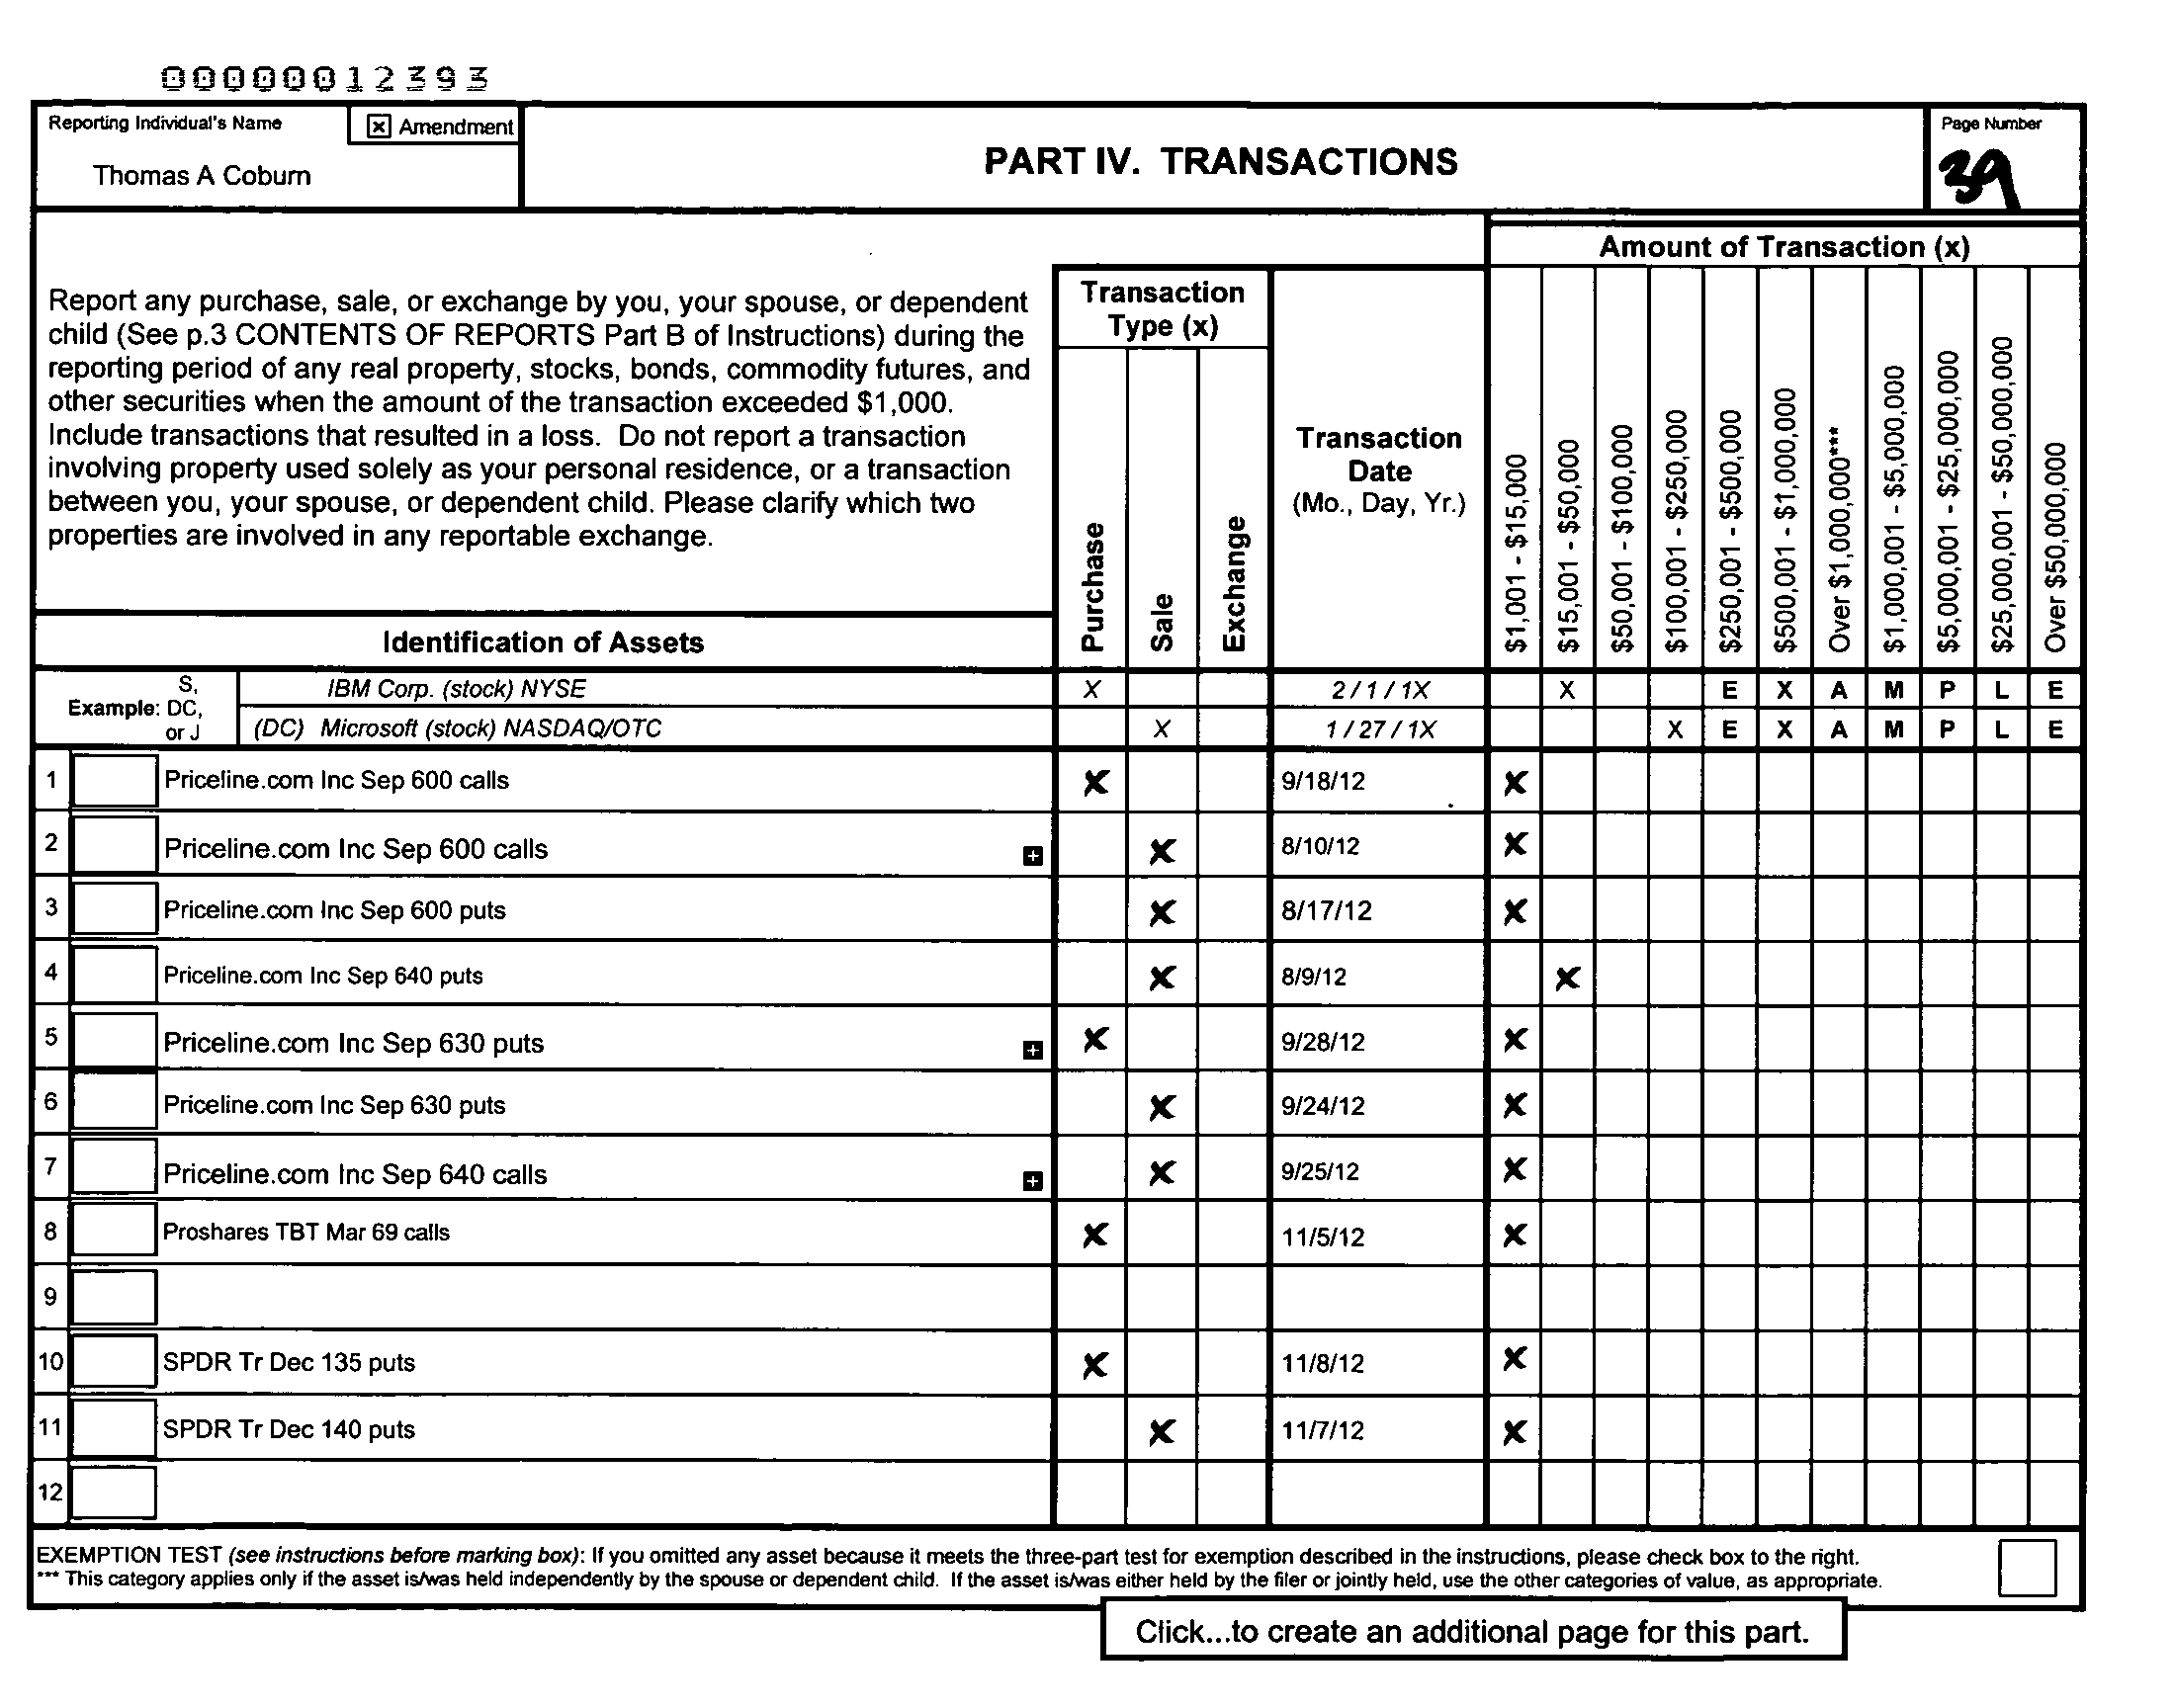 00000012393
Reporting Individual's Name
[x] Amendment
Thomas A Coburn
PART IV. TRANSACTIONS
Page Number
39
Amount of Transaction (x)
Report any purchase, sale, or exchange by you, your spouse, or dependent
child (See p.3 CONTENTS OF REPORTS Part B of Instructions) during the
reporting period of any real property, stocks, bonds, commodity futures, and
other securities when the amount of the transaction exceeded $1,000.
Include transactions that resulted in a loss. Do not report a transaction
involving property used solely as your personal residence, or a transaction
between you, your spouse, or dependent child. Please clarify which two
properties are involved in any reportable exchange.
Transaction
Type (x)
Purchase
Sale
Exchange
Transaction
Date
(Mo., Day, Yr.)
$1,001 - $15,000
$15,001 - $50,000
$50,001 - $100,000
$100,001 - $250,000
$250,001 - $500,000
$500,001 - $1,000,000
Over $1,000,000***
$1,000,001 - $5,000,000
$5,000,001 - $25,000,000
$25,000,001 - $50,000,000
Over $50,000,000
Identification of Assets
Example: S, DC, or J
IBM Corp. (stock) NYSE X 2 / 1 / 1X X E X A M P L E
(DC) Microsoft (stock) NASDAQ/OTC X 1 / 27 / 1X X E X A M P L E
1 Priceline.com Inc Sep 600 calls X 9/18/12 X
2 Priceline.com Inc Sep 600 calls + X 8/10/12 X
3 Priceline.com Inc Sep 600 puts X 8/17/12 X
4 Priceline.com Inc Sep 640 puts X 8/9/12 X
5 Priceline.com Inc Sep 630 puts + X 9/28/12 X
6 Priceline.com Inc Sep 630 puts X 9/24/12 X
7 Priceline.com Inc Sep 640 calls + X 9/25/12 X
8 Proshares TBT Mar 69 calls X 11/5/12 X
9
10 SPDR Tr Dec 135 puts X 11/8/12 X
11 SPDR Tr Dec 140 puts X 11/7/12 X
12
EXEMPTION TEST (see instructions before marking box): If you omitted any asset because it meets the three-part test for exemption described in the instructions, please check box to the right.
*** This category applies only if the asset is/was held independently by the spouse or dependent child. If the asset is/was either held by the filer or jointly held, use the other categories of value, as appropriate.
Click...to create an additional page for this part.